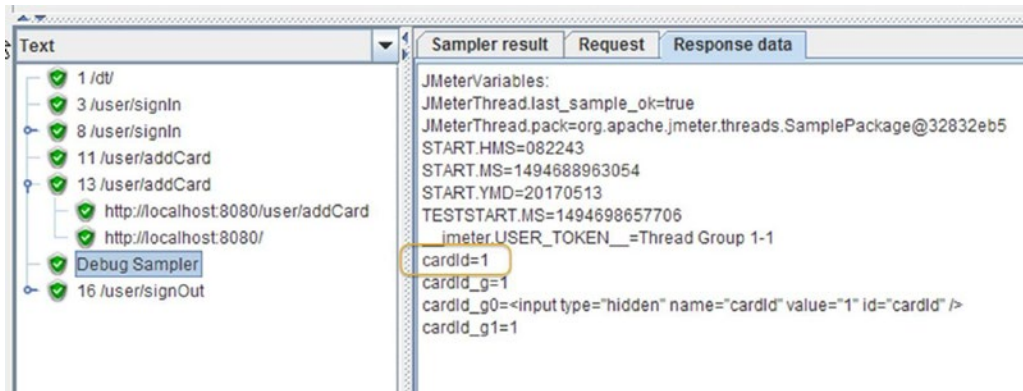 Text
1 /dt/
3 /user/signIn
8 /user/signIn
11 /user/addCard
13 /user/addCard
http://localhost:8080/user/addCard
http://localhost:8080/
Debug Sampler
16 /user/signOut
Sampler result
Request
Response data
JMeterVariables:
JMeterThread.last_sample_ok=true
JMeterThread.pack=org.apache.jmeter.threads.SamplePackage@32832eb5
START.HMS=082243
START.MS=1494688963054
START.YMD=20170513
TESTSTART.MS=1494698657706
__jmeter.USER_TOKEN__=Thread Group 1-1
cardId=1
cardId_g=1
cardId_g0=<input type="hidden" name="cardId" value="1" id="cardId" />
cardId_g1=1